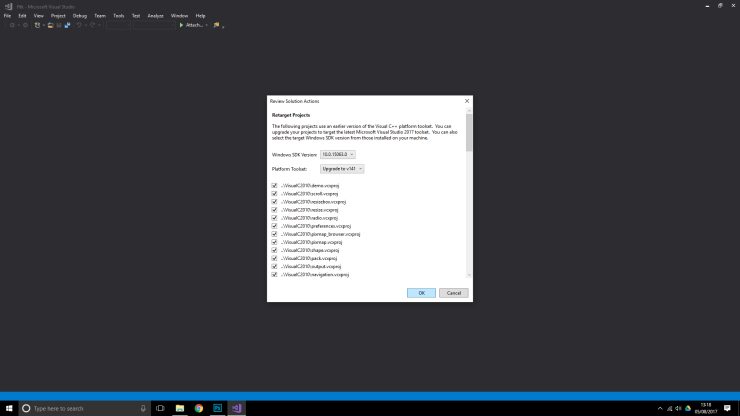 Microsoft Visual Studio
File Edit View Project Debug Team Tools Test Analyze Window Help
Attach...
Review Solution Actions
Retarget Projects
The following projects use an earlier version of the Visual C++ platform toolset. You can
upgrade your projects to target the latest Microsoft Visual Studio 2017 toolset. You can also
select the target Windows SDK version from those installed on your machine.
Windows SDK Version: 10.0.15063.0
Platform Toolset: Upgrade to v141
..\VisualC2010\demo.vcxproj
..\VisualC2010\scroll.vcxproj
..\VisualC2010\resizebox.vcxproj
..\VisualC2010\resize.vcxproj
..\VisualC2010\radio.vcxproj
..\VisualC2010\preferences.vcxproj
..\VisualC2010\pixmap_browser.vcxproj
..\VisualC2010\pixmap.vcxproj
..\VisualC2010\shape.vcxproj
..\VisualC2010\pack.vcxproj
..\VisualC2010\output.vcxproj
..\VisualC2010\navigation.vcxproj
OK Cancel
Type here to search
13:18
05/08/2017